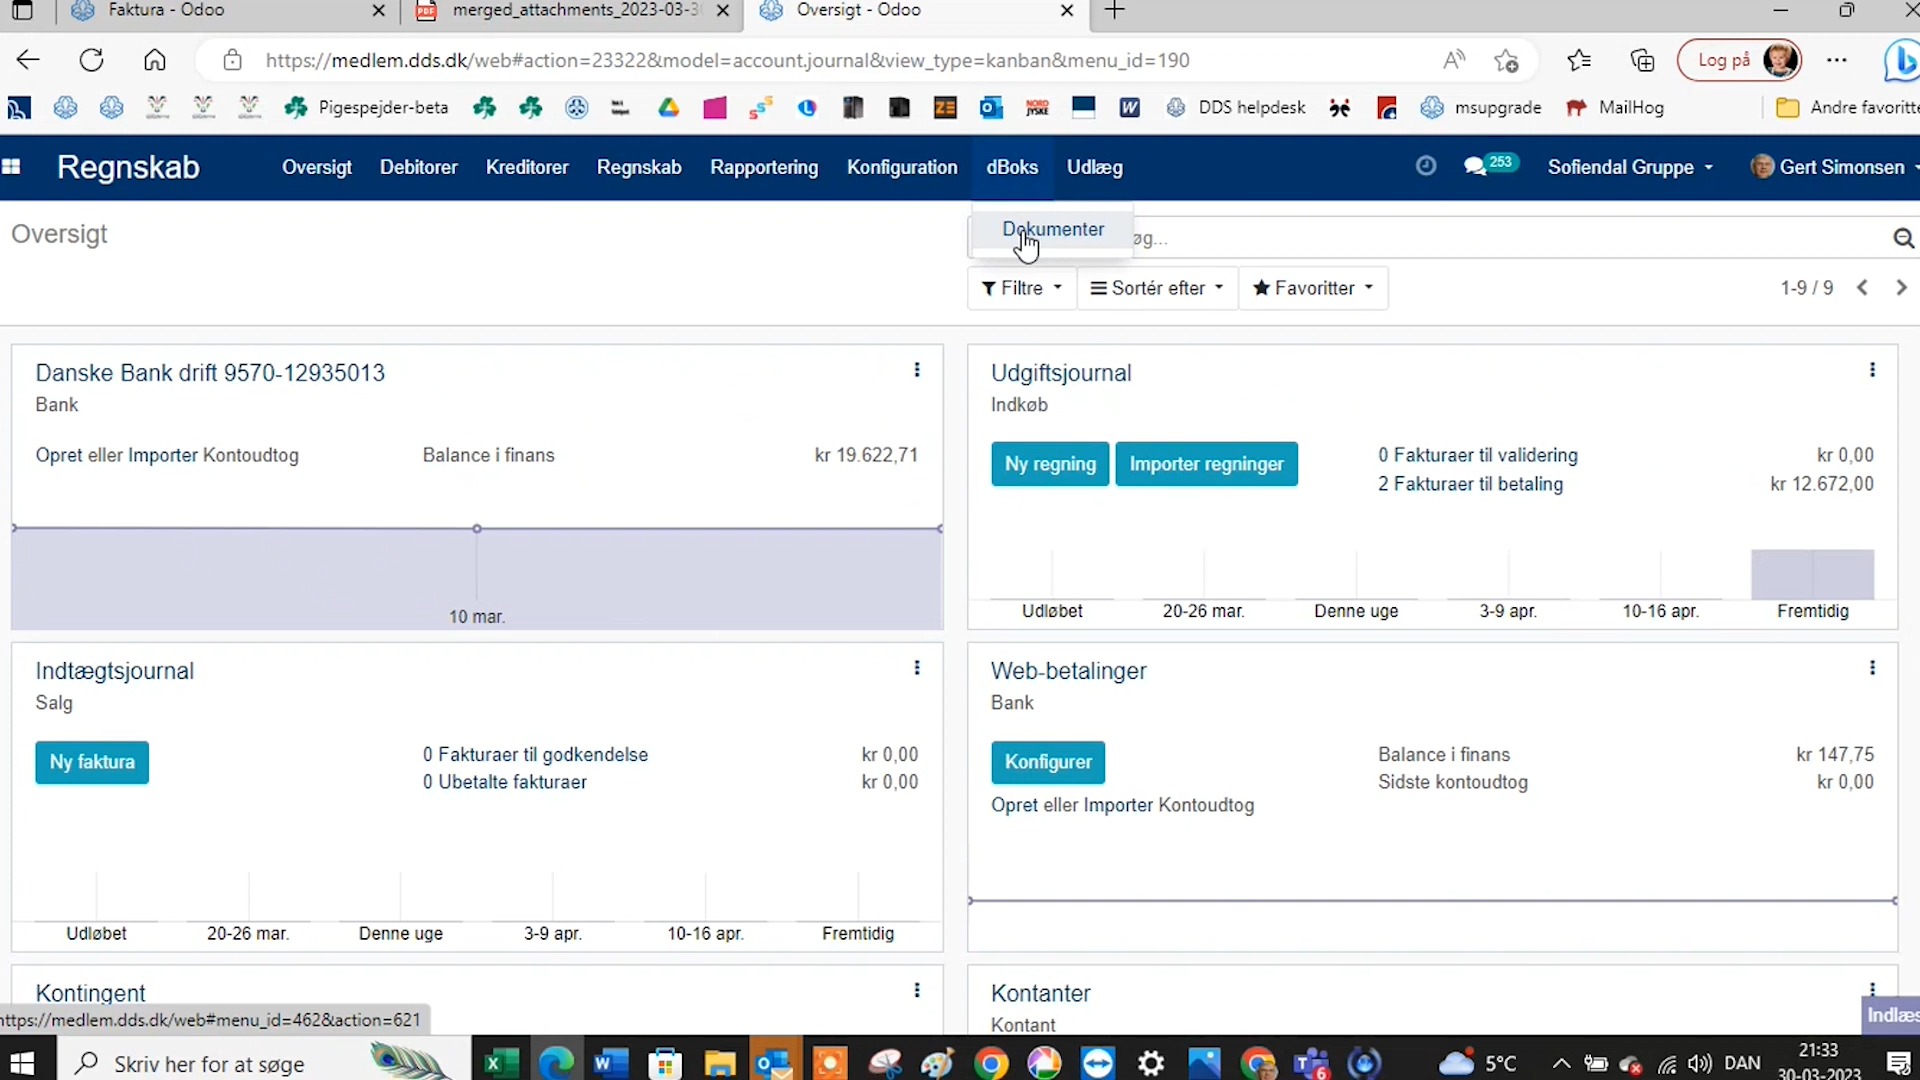 Faktura - Odoo
merged_attachments_2023-03-3
Oversigt - Odoo
https://medlem.dds.dk/web#action=23322&model=account.journal&view_type=kanban&menu_id=190
Log på
Pigespejder-beta
DDS helpdesk
msupgrade
MailHog
Andre favoritte
Regnskab
Oversigt
Debitorer
Kreditorer
Regnskab
Rapportering
Konfiguration
dBoks
Udlæg
253
Sofiendal Gruppe
Gert Simonsen
Oversigt
Dokumenter
øg...
Filtre
Sortér efter
Favoritter
1-9 / 9
Danske Bank drift 9570-12935013
Bank
Opret eller Importer Kontoudtog
Balance i finans
kr 19.622,71
10 mar.
Udgiftsjournal
Indkøb
Ny regning
Importer regninger
0 Fakturaer til validering
kr 0,00
2 Fakturaer til betaling
kr 12.672,00
Udløbet
20-26 mar.
Denne uge
3-9 apr.
10-16 apr.
Fremtidig
Indtægtsjournal
Salg
Ny faktura
0 Fakturaer til godkendelse
kr 0,00
0 Ubetalte fakturaer
kr 0,00
Udløbet
20-26 mar.
Denne uge
3-9 apr.
10-16 apr.
Fremtidig
Web-betalinger
Bank
Konfigurer
Balance i finans
kr 147,75
Sidste kontoudtog
kr 0,00
Opret eller Importer Kontoudtog
Kontingent
Kontanter
Kontant
Indlæs
https://medlem.dds.dk/web#menu_id=462&action=621
Skriv her for at søge
5°C
DAN
21:33
30-03-2023